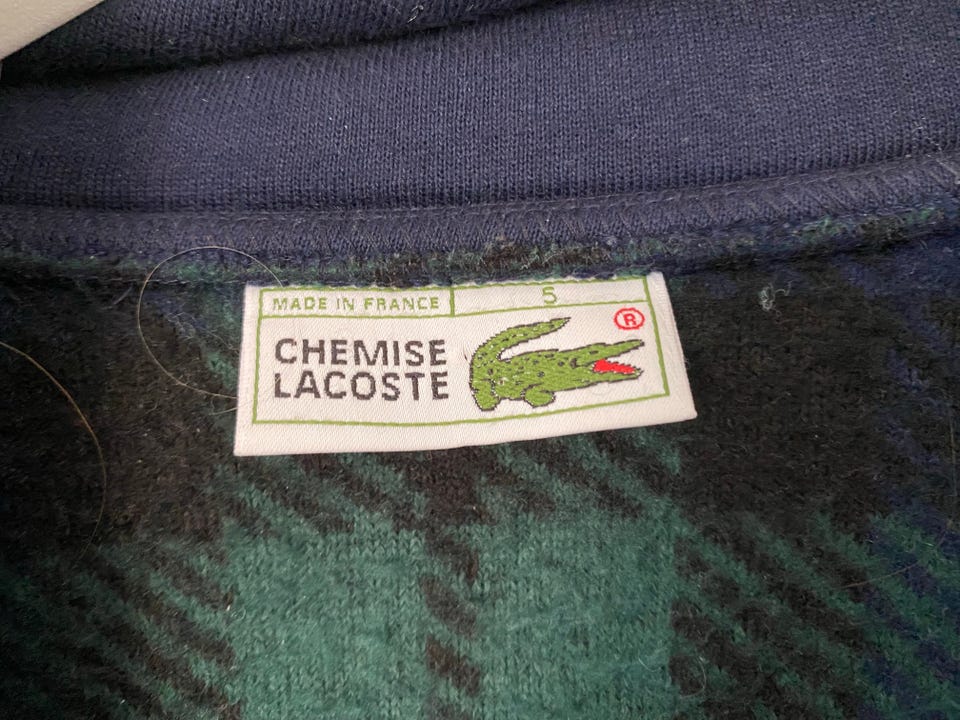 MADE IN FRANCE 5
®
CHEMISE
LACOSTE